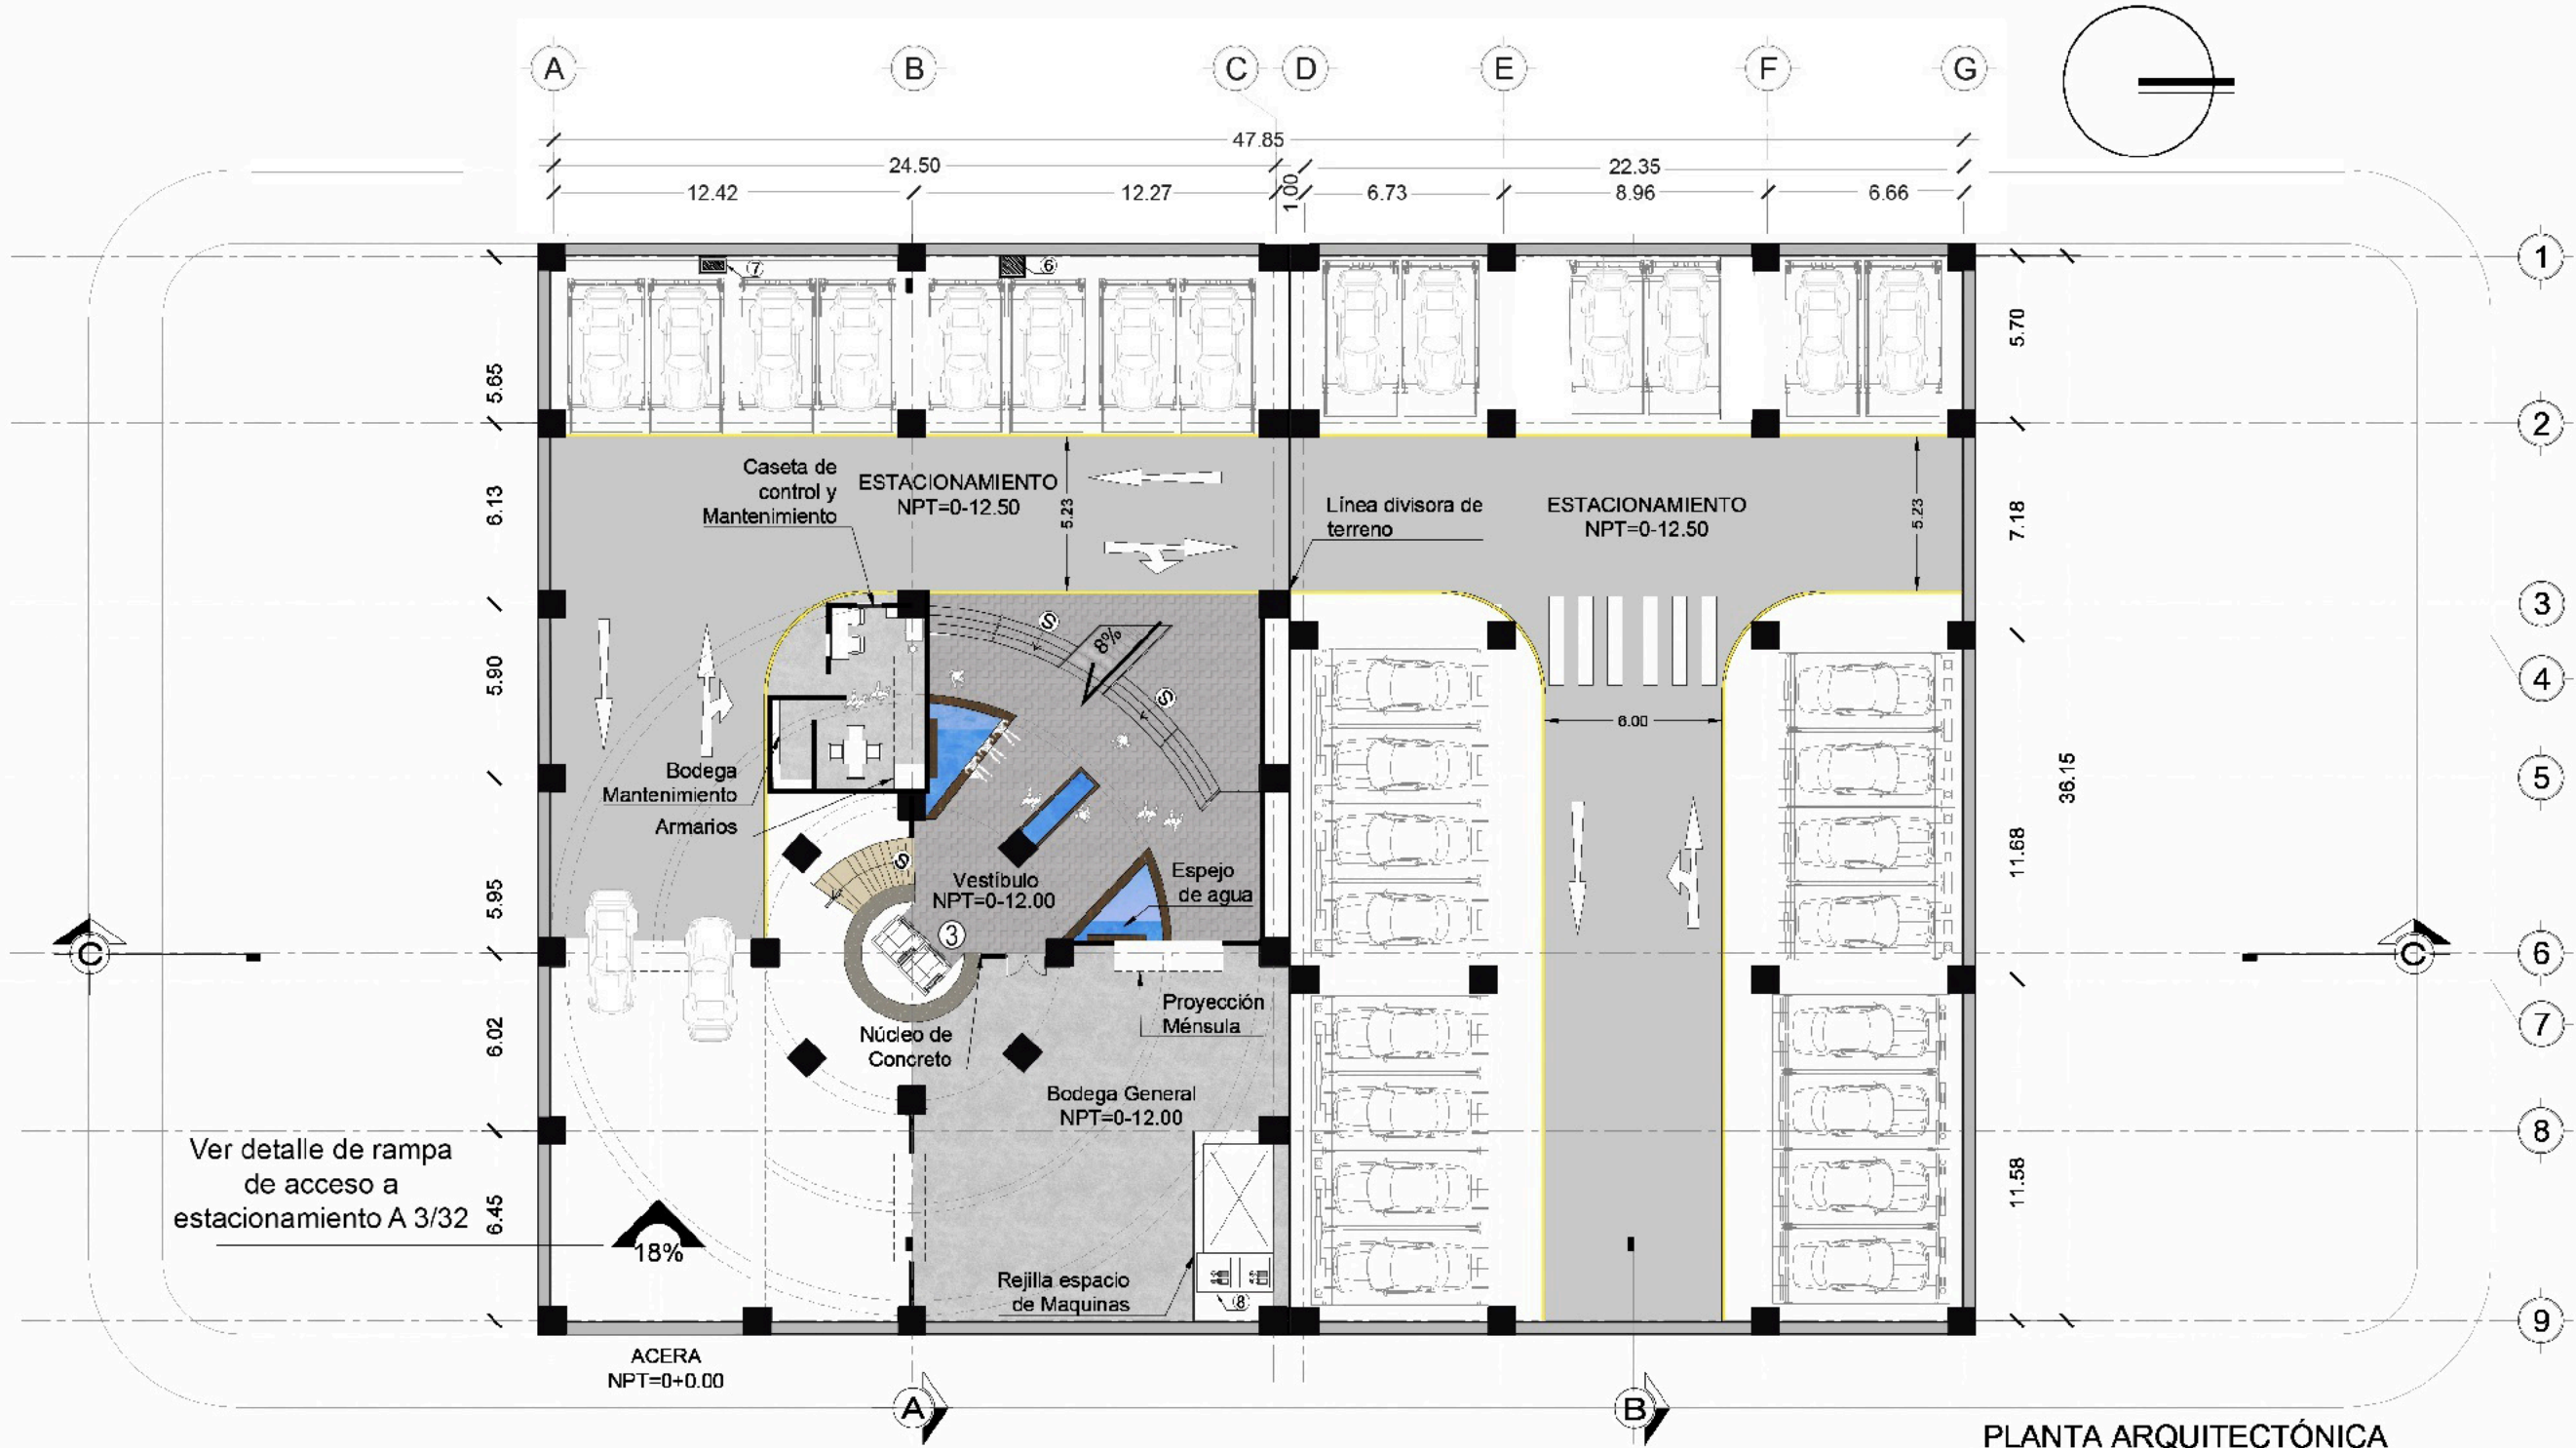 A
B
C
D
E
F
G
47.85
24.50
22.35
12.42
12.27
1.00
6.73
8.96
6.66
1
2
3
4
5
6
7
8
9
5.65
6.13
5.90
5.95
6.02
6.45
5.70
7.18
11.68
11.58
36.15
7
6
Caseta de
control y
Mantenimiento
ESTACIONAMIENTO
NPT=0-12.50
5.23
Línea divisora de
terreno
ESTACIONAMIENTO
NPT=0-12.50
5.23
S
8%
S
6.00
Bodega
Mantenimiento
Armarios
S
Vestíbulo
NPT=0-12.00
Espejo
de agua
3
C
C
Núcleo de
Concreto
Proyección
Ménsula
Bodega General
NPT=0-12.00
Ver detalle de rampa
de acceso a
estacionamiento A 3/32
18%
Rejilla espacio
de Maquinas
8
ACERA
NPT=0+0.00
A
B
PLANTA ARQUITECTÓNICA